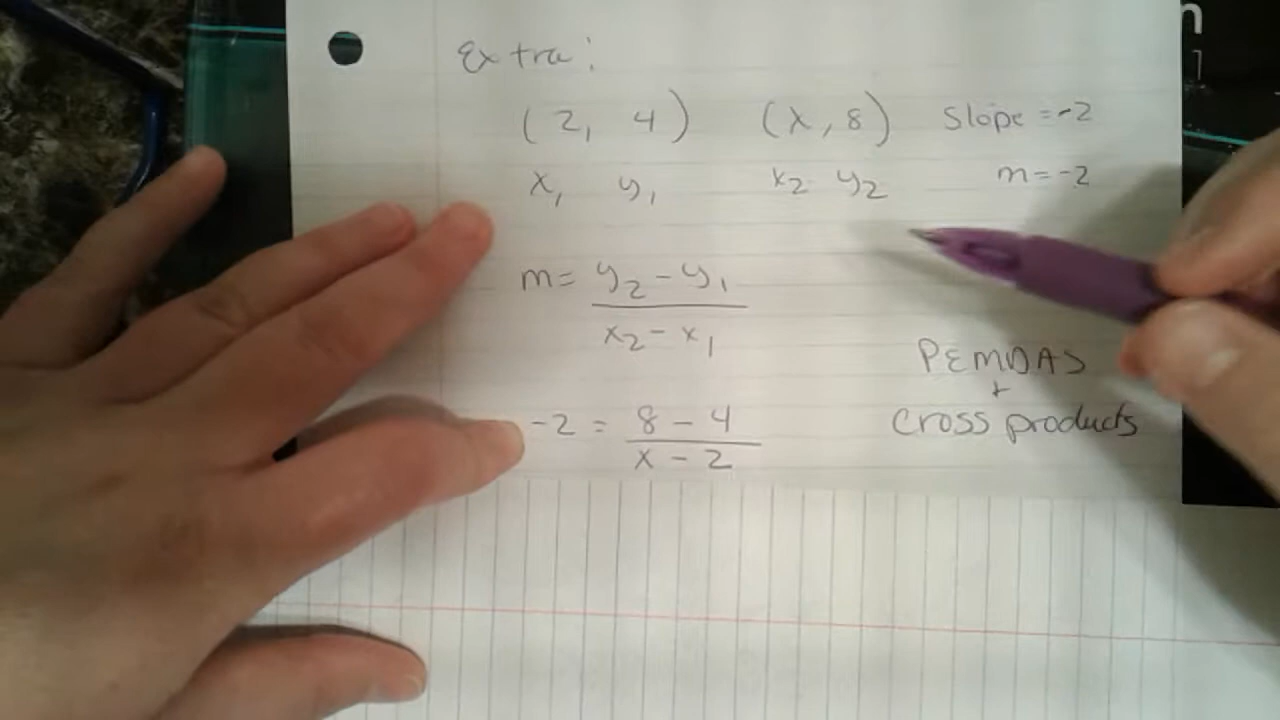 Extra:
(2, 4) (x, 8) Slope = -2
x₁ y₁ x₂ y₂ m = -2
m = y₂ - y₁
x₂ - x₁
PEMDAS
+
Cross products
-2 = 8 - 4
x - 2
n